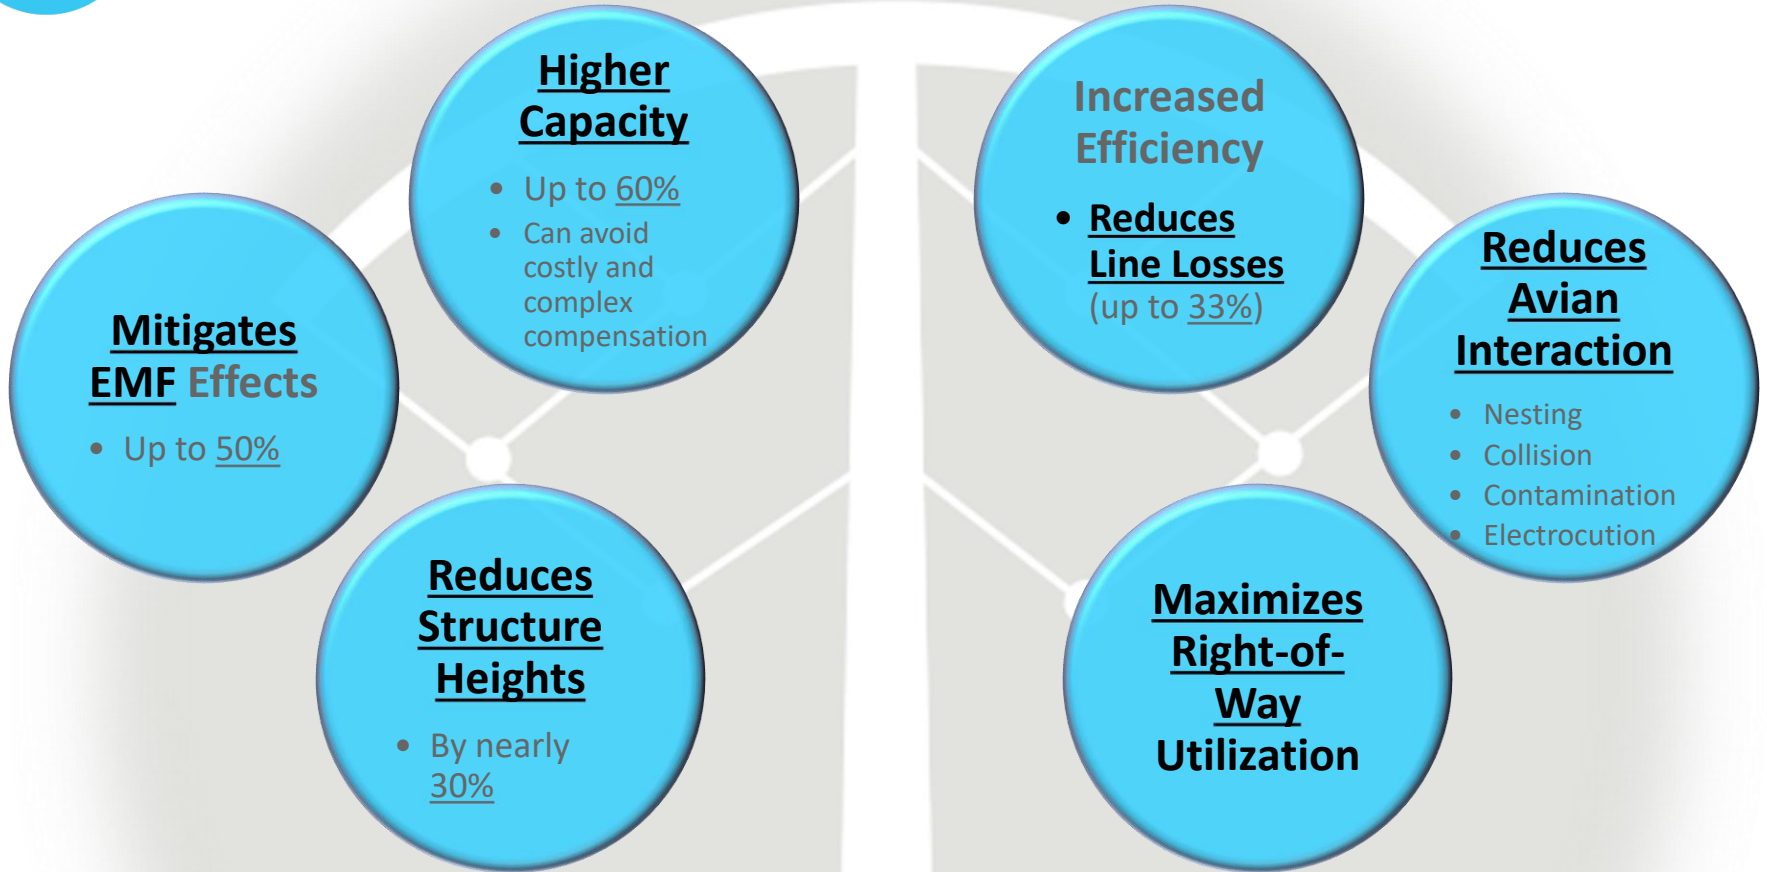 Higher
Capacity
• Up to 60%
• Can avoid
costly and
complex
compensation
Increased
Efficiency
• Reduces
Line Losses
(up to 33%)
Mitigates
EMF Effects
• Up to 50%
Reduces
Avian
Interaction
• Nesting
• Collision
• Contamination
• Electrocution
Reduces
Structure
Heights
• By nearly
30%
Maximizes
Right-of-
Way
Utilization